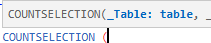 COUNTSELECTION(_Table: table, _
COUNTSELECTION (